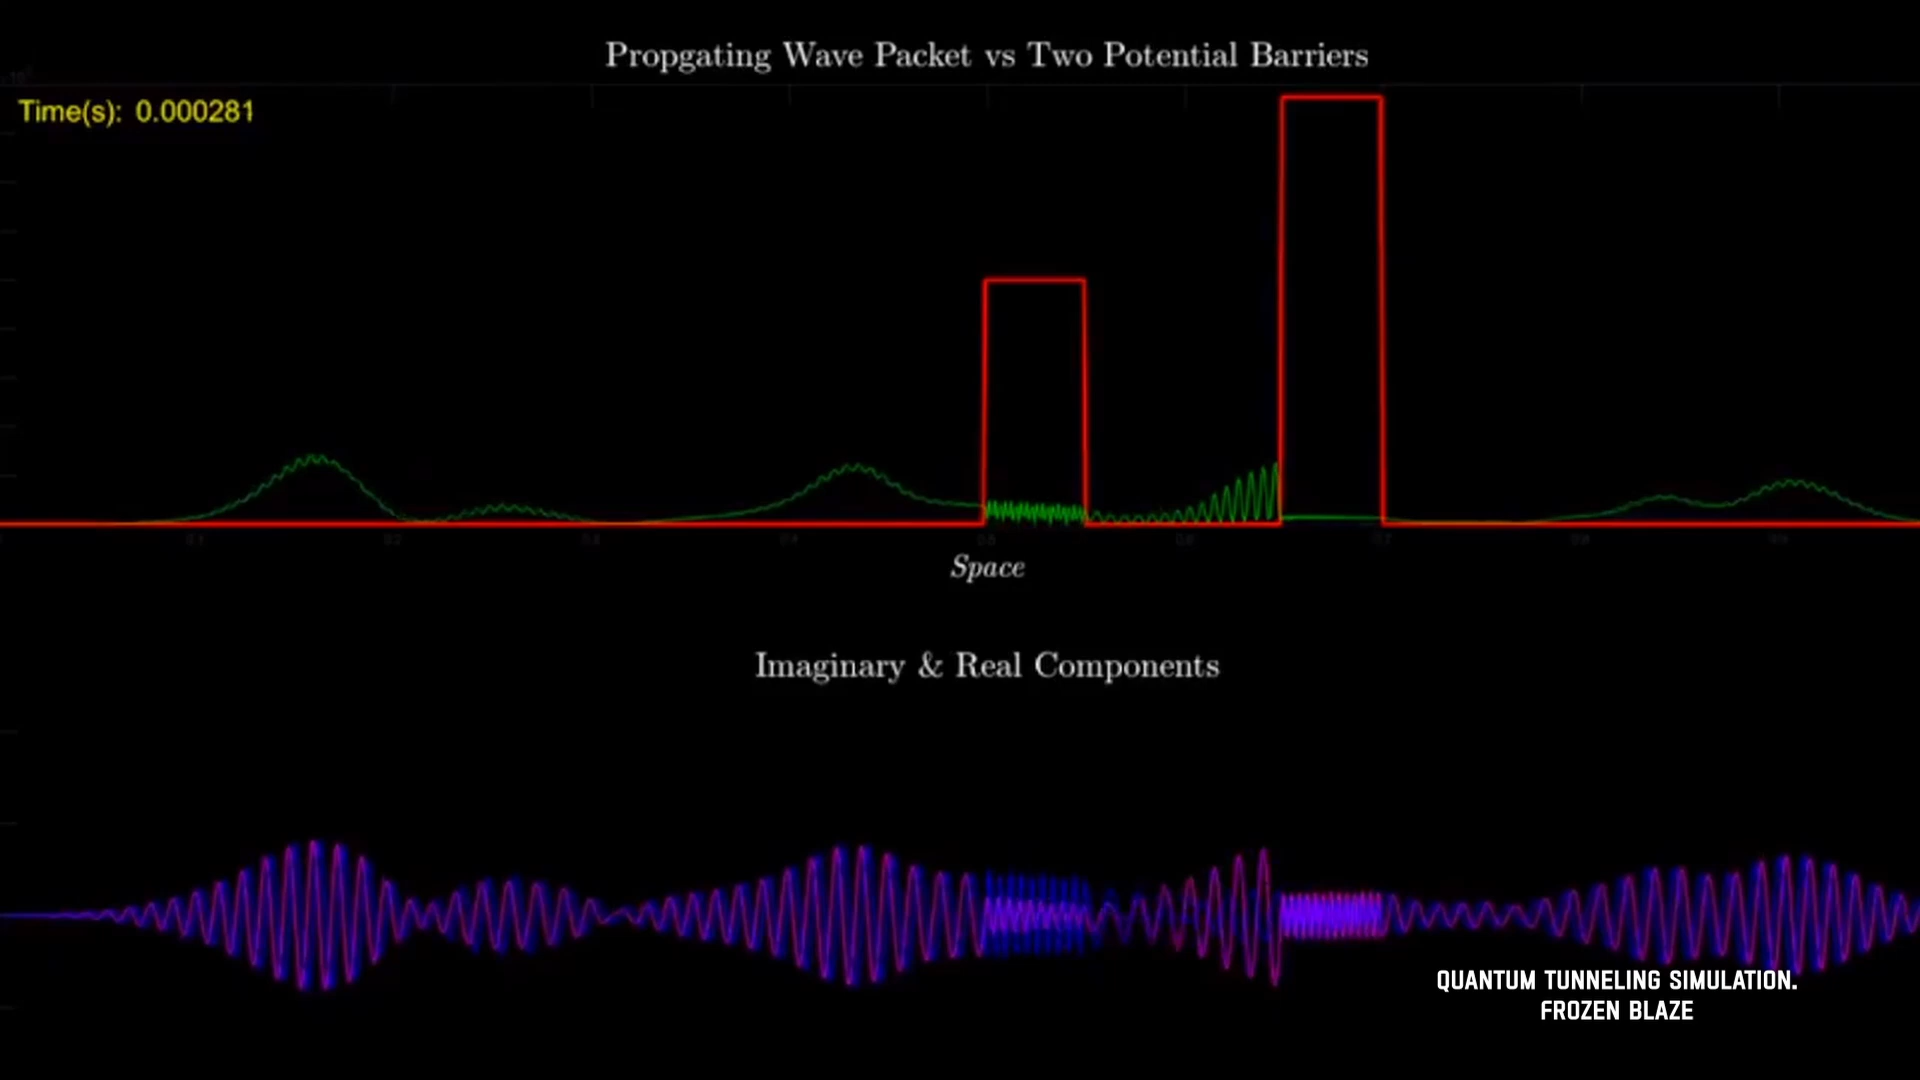 Propgating Wave Packet vs Two Potential Barriers
Time(s): 0.000281
Space
Imaginary & Real Components
QUANTUM TUNNELING SIMULATION.
FROZEN BLAZE